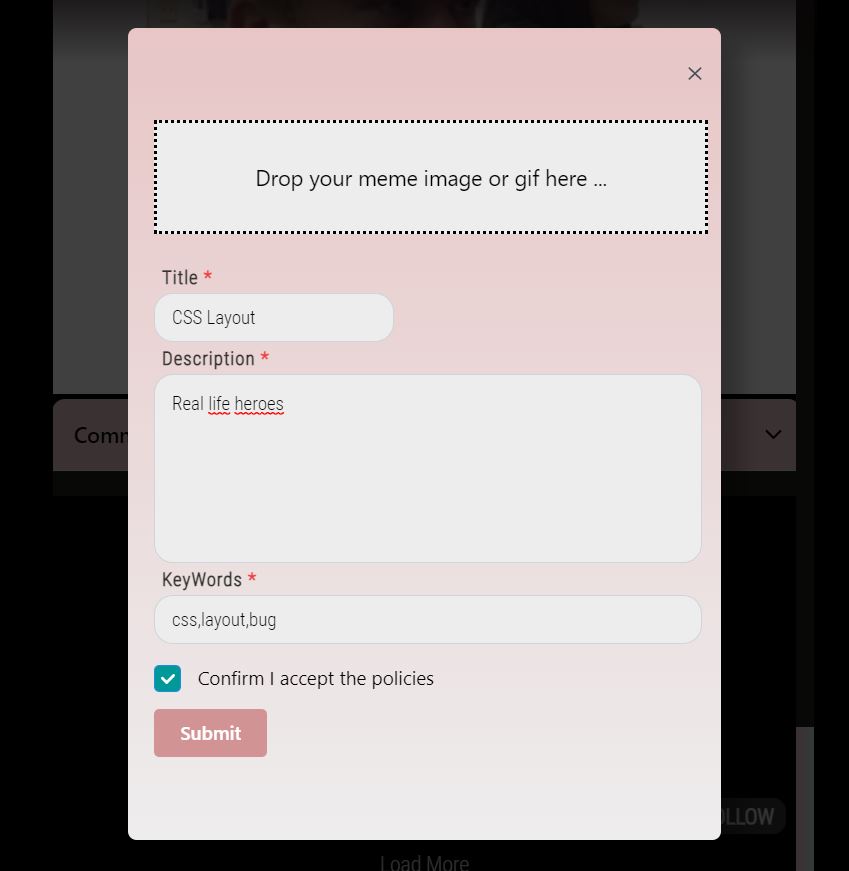 Drop your meme image or gif here ...
Title *
CSS Layout
Description *
Real life heroes
Comm
KeyWords *
css,layout,bug
Confirm I accept the policies
Submit
OLLOW
Load More